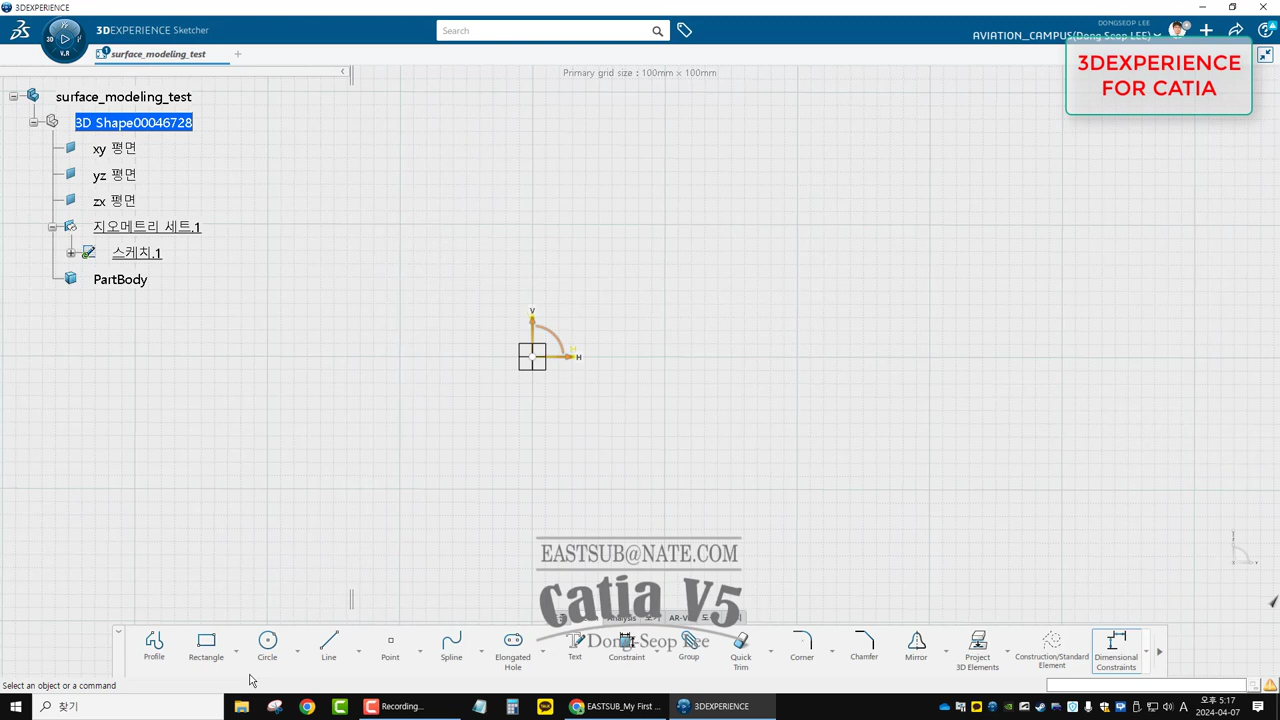 3DEXPERIENCE
3DEXPERIENCE Sketcher
Search
DONGSEOP LEE
AVIATION_CAMPUS(Dong Seop LEE)
3D
V.R
surface_modeling_test
+
3DEXPERIENCE
FOR CATIA
Primary grid size : 100mm x 100mm
surface_modeling_test
3D Shape00046728
xy 평면
yz 평면
zx 평면
지오메트리 세트.1
스케치.1
PartBody
V
H
H
EASTSUB@NATE.COM
Catia V5
Dong-Seop Lee
Analysis
AR-V
Profile
Rectangle
Circle
Line
Point
Spline
Elongated
Hole
Text
Constraint
Group
Quick
Trim
Corner
Chamfer
Mirror
Project
3D Elements
Construction/Standard
Element
Dimensional
Constraints
Select an object or a command
찾기
Recording...
EASTSUB_My First ...
3DEXPERIENCE
A
오후 5:17
2024-04-07